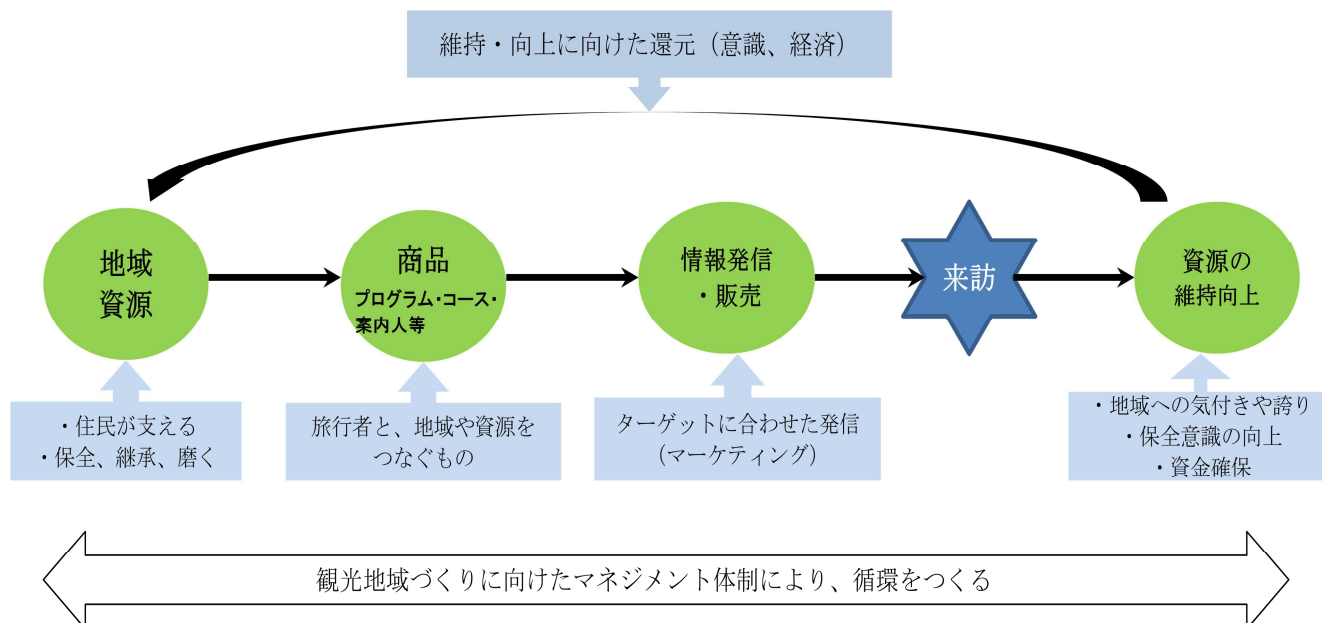 維持・向上に向けた還元（意識、経済）
地域
資源
商品
プログラム・コース・
案内人等
情報発信
・販売
来訪
資源の
維持向上
・住民が支える
・保全、継承、磨く
旅行者と、地域や資源を
つなぐもの
ターゲットに合わせた発信
（マーケティング）
・地域への気付きや誇り
・保全意識の向上
・資金確保
観光地域づくりに向けたマネジメント体制により、循環をつくる